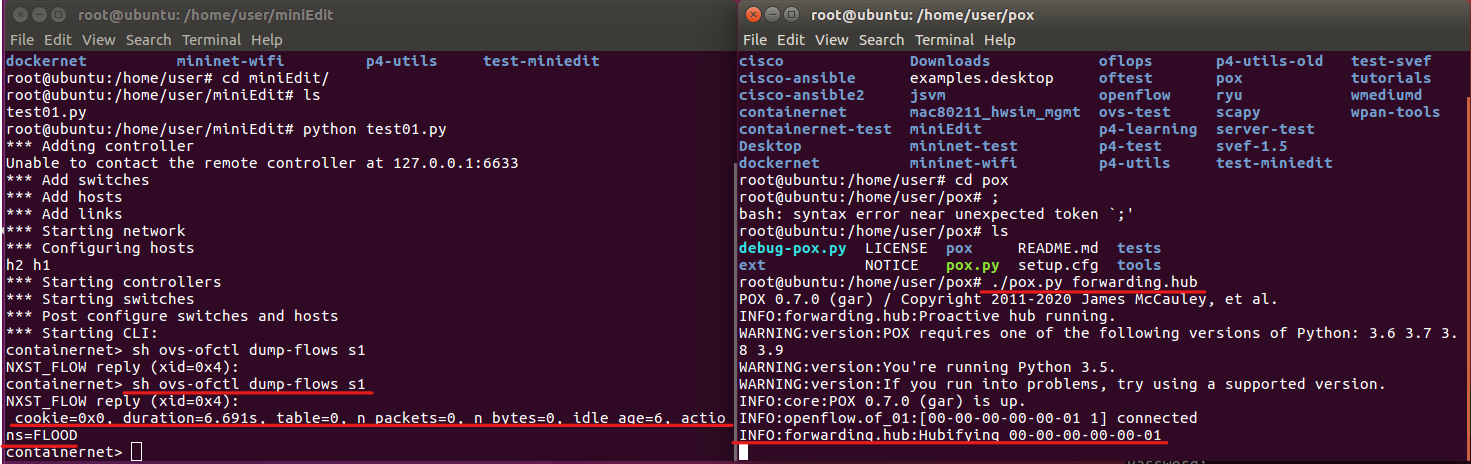 root@ubuntu: /home/user/miniEdit
File Edit View Search Terminal Help
dockernet mininet-wifi p4-utils test-miniedit
root@ubuntu:/home/user# cd miniEdit/
root@ubuntu:/home/user/miniEdit# ls
test01.py
root@ubuntu:/home/user/miniEdit# python test01.py
*** Adding controller
Unable to contact the remote controller at 127.0.0.1:6633
*** Add switches
*** Add hosts
*** Add links
*** Starting network
*** Configuring hosts
h2 h1
*** Starting controllers
*** Starting switches
*** Post configure switches and hosts
*** Starting CLI:
containernet> sh ovs-ofctl dump-flows s1
NXST_FLOW reply (xid=0x4):
containernet> sh ovs-ofctl dump-flows s1
NXST_FLOW reply (xid=0x4):
cookie=0x0, duration=6.691s, table=0, n_packets=0, n_bytes=0, idle_age=6, actio
ns=FLOOD
containernet>
root@ubuntu: /home/user/pox
File Edit View Search Terminal Help
cisco Downloads oflops p4-utils-old test-svef
cisco-ansible examples.desktop oftest pox tutorials
cisco-ansible2 jsvm openflow ryu wmediumd
containernet mac80211_hwsim_mgmt ovs-test scapy wpan-tools
containernet-test miniEdit p4-learning server-test
Desktop mininet-test p4-test svef-1.5
dockernet mininet-wifi p4-utils test-miniedit
root@ubuntu:/home/user# cd pox
root@ubuntu:/home/user/pox# ;
bash: syntax error near unexpected token `;'
root@ubuntu:/home/user/pox# ls
debug-pox.py LICENSE pox README.md tests
ext NOTICE pox.py setup.cfg tools
root@ubuntu:/home/user/pox# ./pox.py forwarding.hub
POX 0.7.0 (gar) / Copyright 2011-2020 James McCauley, et al.
INFO:forwarding.hub:Proactive hub running.
WARNING:version:POX requires one of the following versions of Python: 3.6 3.7 3.
8 3.9
WARNING:version:You're running Python 3.5.
WARNING:version:If you run into problems, try using a supported version.
INFO:core:POX 0.7.0 (gar) is up.
INFO:openflow.of_01:[00-00-00-00-00-01 1] connected
INFO:forwarding.hub:Hubifying 00-00-00-00-00-01